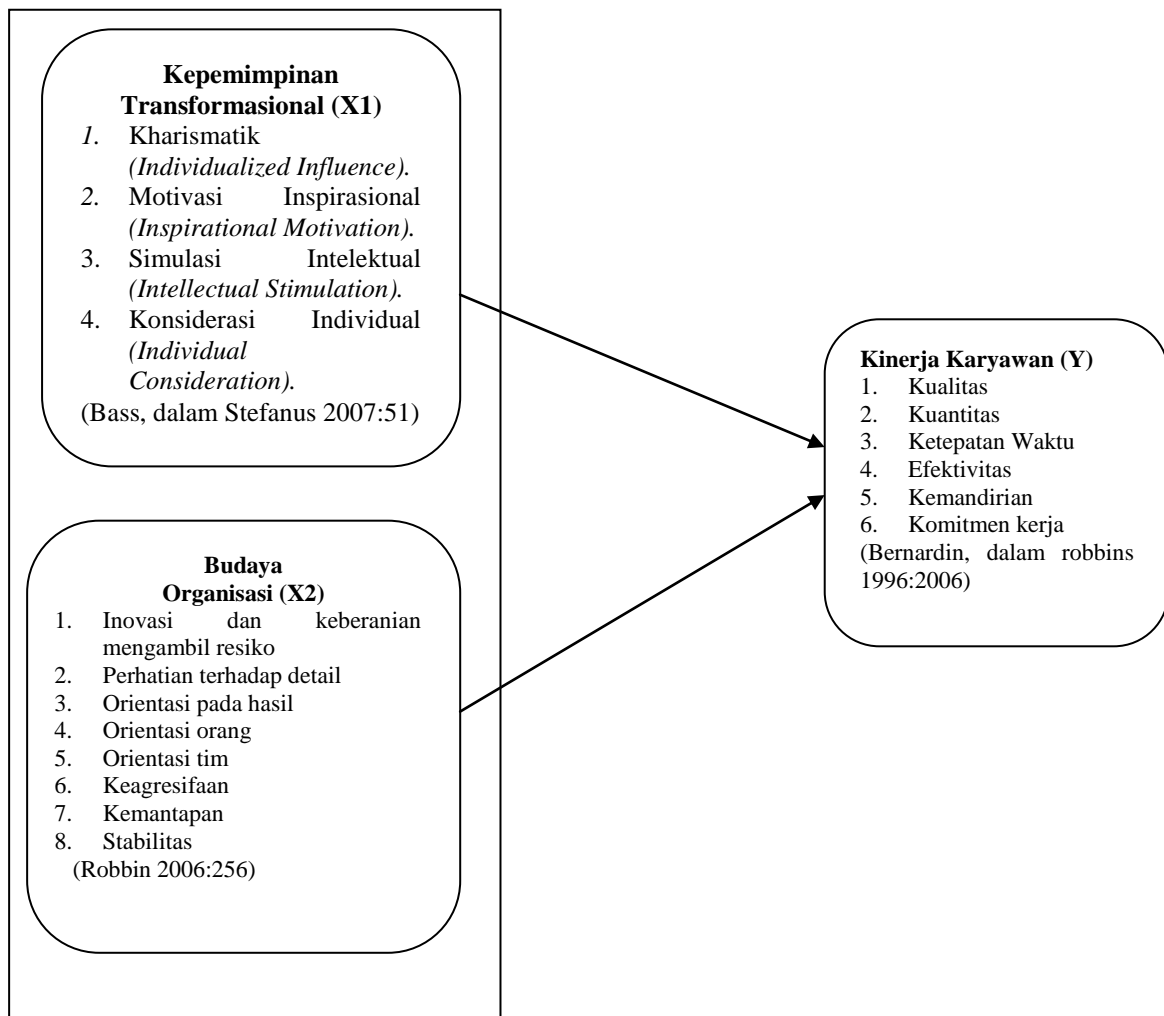 Kepemimpinan
Transformasional (X1)
1. Kharismatik
(Individualized Influence).
2. Motivasi Inspirasional
(Inspirational Motivation).
3. Simulasi Intelektual
(Intellectual Stimulation).
4. Konsiderasi Individual
(Individual
Consideration).
(Bass, dalam Stefanus 2007:51)
Budaya
Organisasi (X2)
1. Inovasi dan keberanian
mengambil resiko
2. Perhatian terhadap detail
3. Orientasi pada hasil
4. Orientasi orang
5. Orientasi tim
6. Keagresifaan
7. Kemantapan
8. Stabilitas
(Robbin 2006:256)
Kinerja Karyawan (Y)
1. Kualitas
2. Kuantitas
3. Ketepatan Waktu
4. Efektivitas
5. Kemandirian
6. Komitmen kerja
(Bernardin, dalam robbins
1996:2006)